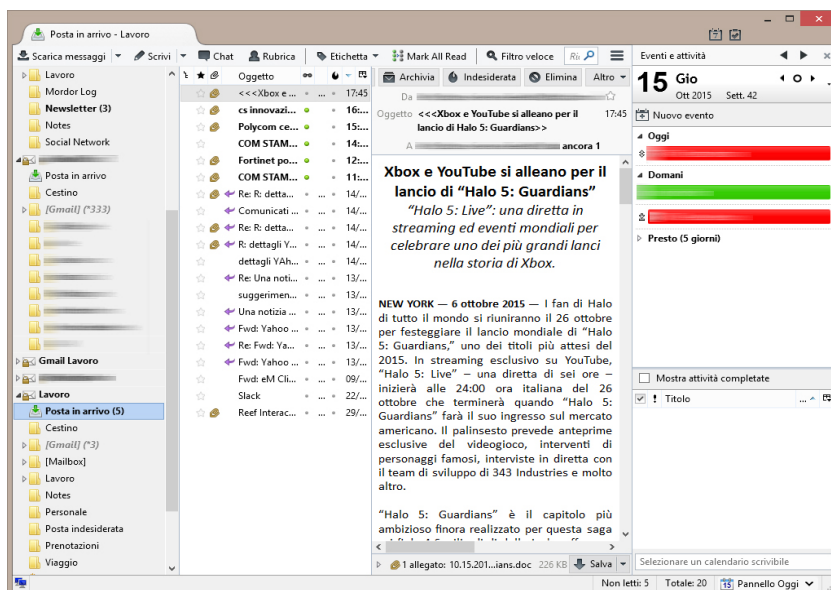 Posta in arrivo - Lavoro
Scarica messaggi
Scrivi
Chat
Rubrica
Etichetta
Mark All Read
Filtro veloce
Eventi e attività
Lavoro
Mordor Log
Newsletter (3)
Notes
Social Network
Posta in arrivo
Cestino
[Gmail] (*333)
Gmail Lavoro
Lavoro
Posta in arrivo (5)
Cestino
[Gmail] (*3)
[Mailbox]
Lavoro
Notes
Personale
Posta indesiderata
Prenotazioni
Viaggio
Oggetto
<<<Xbox e ... ... 17:45
cs innovazi... ... 16:...
Polycom ce... ... 15:...
COM STAM... ... 14:...
Fortinet po... ... 12:...
COM STAM... ... 11:...
Re: R: detta... ... 14/...
Comunicati ... ... 14/...
Re: R: detta... ... 14/...
R: dettagli Y... ... 14/...
dettagli YAh... ... 14/...
Re: Una noti... ... 13/...
suggerimen... ... 13/...
Una notizia ... ... 13/...
Fwd: Yahoo ... ... 13/...
Re: Fwd: Ya... ... 13/...
Fwd: Yahoo ... ... 13/...
Fwd: eM Cli... ... 09/...
Slack ... 22/...
Reef Interac... ... 29/...
Archivia
Indesiderata
Elimina
Altro
Da
Oggetto <<<Xbox e YouTube si alleano per il 17:45
lancio di Halo 5: Guardians>>
A ancora 1
Xbox e YouTube si alleano per il
lancio di “Halo 5: Guardians”
“Halo 5: Live”: una diretta in
streaming ed eventi mondiali per
celebrare uno dei più grandi lanci
nella storia di Xbox.
NEW YORK — 6 ottobre 2015 — I fan di Halo
di tutto il mondo si riuniranno il 26 ottobre
per festeggiare il lancio mondiale di “Halo
5: Guardians,” uno dei titoli più attesi del
2015. In streaming esclusivo su YouTube,
“Halo 5: Live” – una diretta di sei ore –
inizierà alle 24:00 ora italiana del 26
ottobre che terminerà quando “Halo 5:
Guardians” farà il suo ingresso sul mercato
americano. Il palinsesto prevede anteprime
esclusive del videogioco, interventi di
personaggi famosi, interviste in diretta con
il team di sviluppo di 343 Industries e molto
altro.
“Halo 5: Guardians” è il capitolo più
ambizioso finora realizzato per questa saga
1 allegato: 10.15.201...ians.doc 226 KB
Salva
15 Gio
Ott 2015 Sett. 42
Nuovo evento
Oggi
Domani
Presto (5 giorni)
Mostra attività completate
! Titolo ...
Selezionare un calendario scrivibile
Non letti: 5 Totale: 20 15 Pannello Oggi